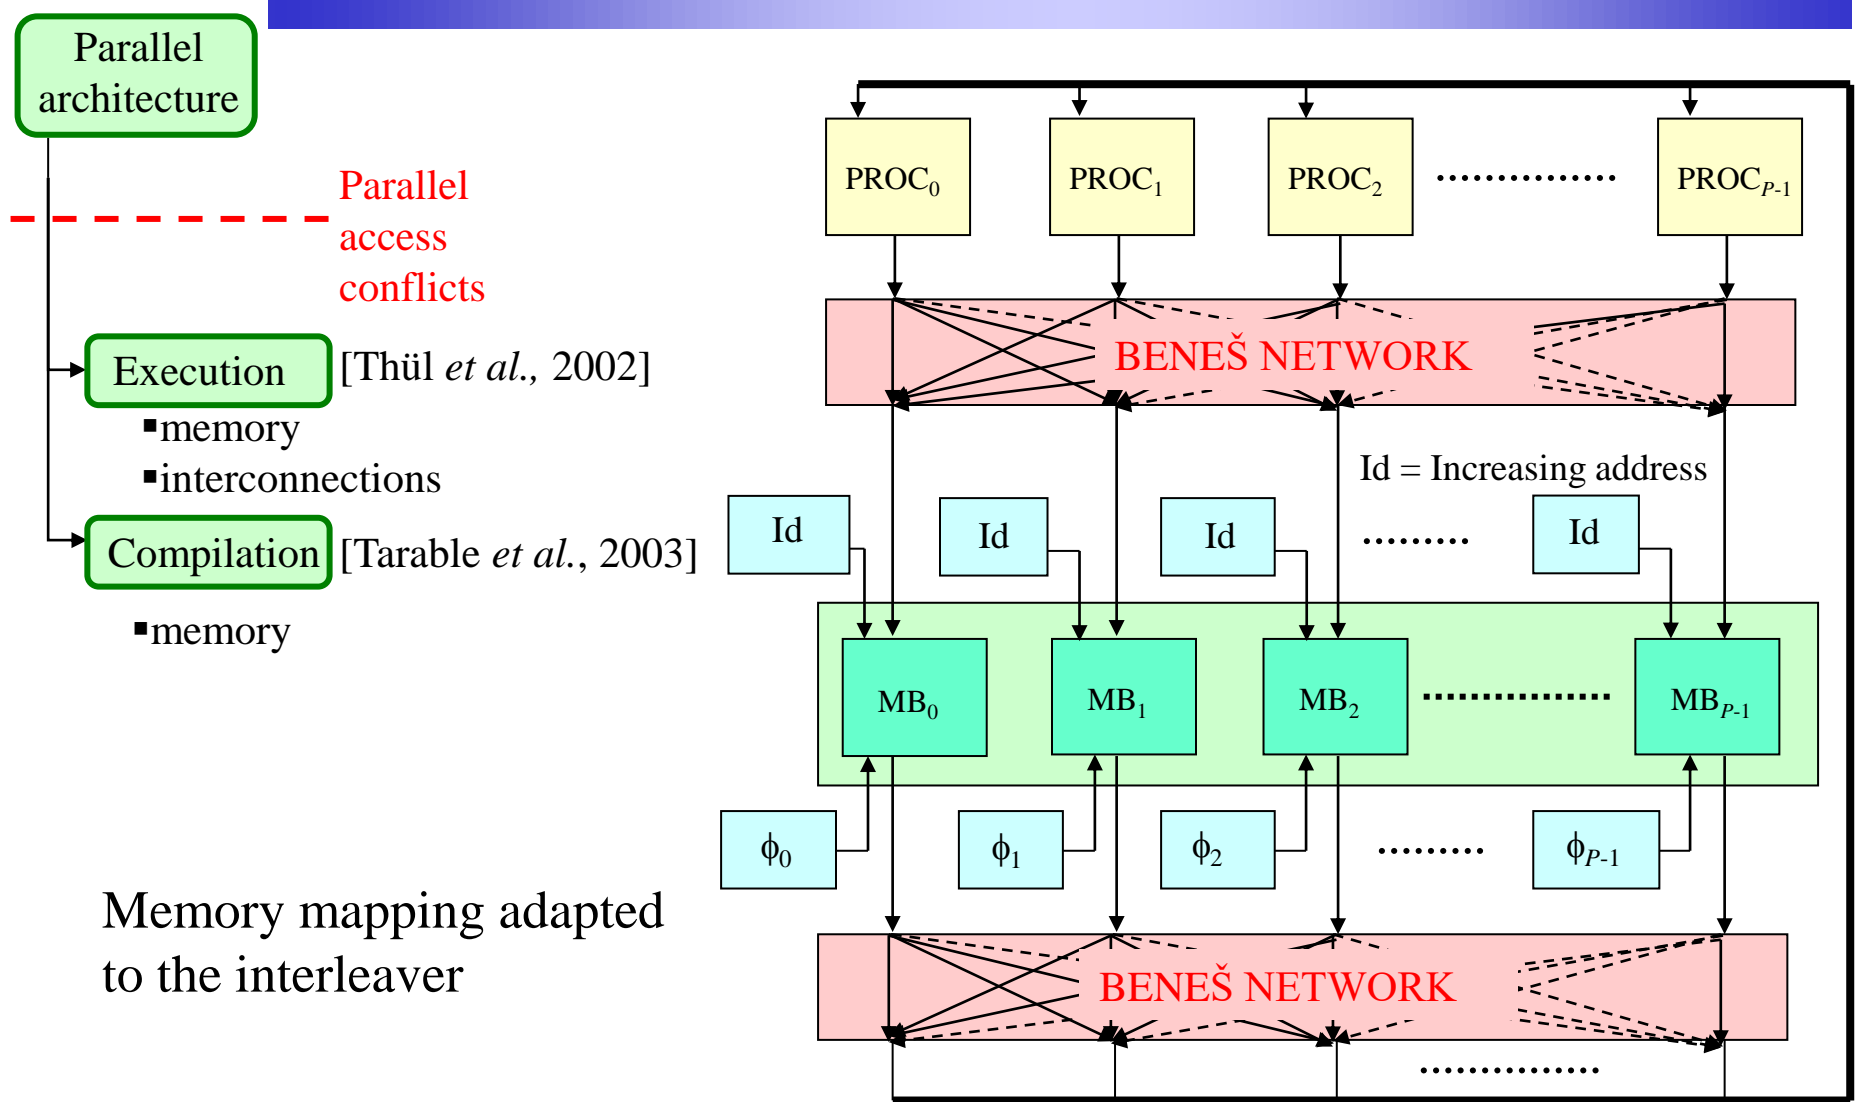 Parallel
architecture
Parallel
access
conflicts
Execution
[Thül et al., 2002]
▪memory
▪interconnections
Compilation
[Tarable et al., 2003]
▪memory
Memory mapping adapted
to the interleaver
PROC0 PROC1 PROC2 ............... PROCP-1
BENEŠ NETWORK
Id = Increasing address
Id Id Id ......... Id
MB0 MB1 MB2 ................ MBP-1
ϕ0 ϕ1 ϕ2 ......... ϕP-1
BENEŠ NETWORK
...............